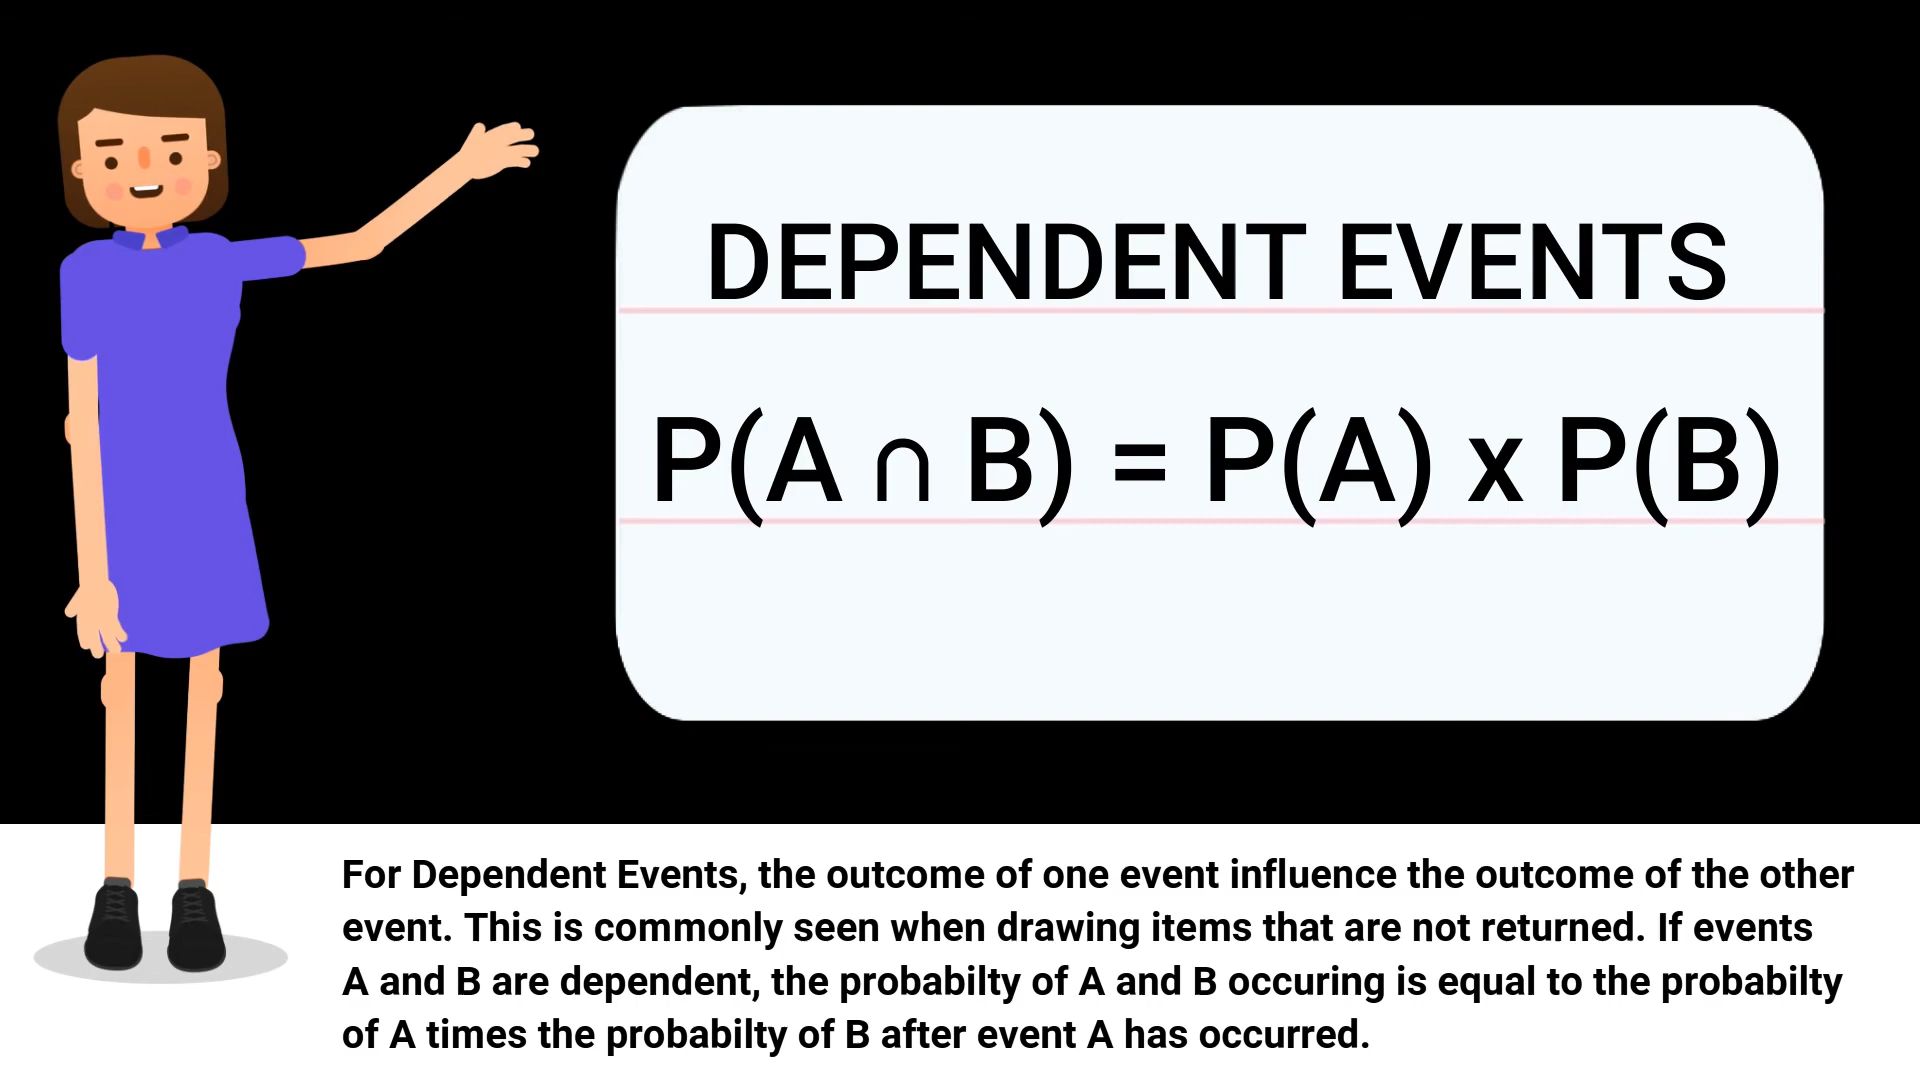 DEPENDENT EVENTS
P(A ∩ B) = P(A) x P(B)
For Dependent Events, the outcome of one event influence the outcome of the other
event. This is commonly seen when drawing items that are not returned. If events
A and B are dependent, the probabilty of A and B occuring is equal to the probabilty
of A times the probabilty of B after event A has occurred.